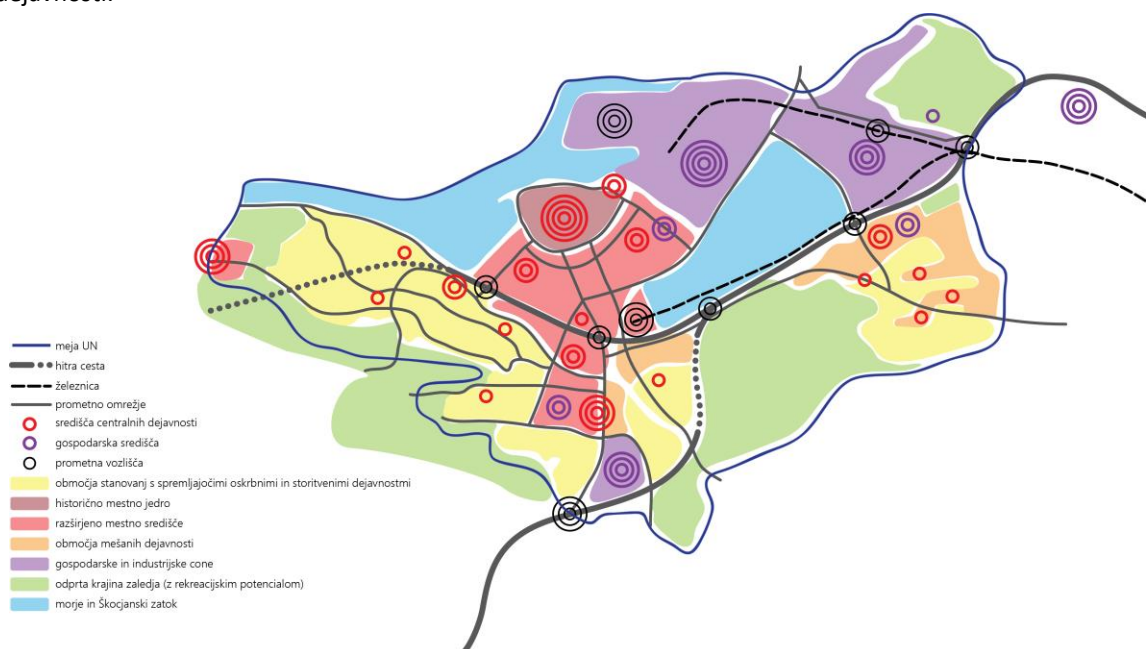 dejavnosti.
meja UN
hitra cesta
železnica
prometno omrežje
središča centralnih dejavnosti
gospodarska središča
prometna vozlišča
območja stanovanj s spremljajočimi oskrbnimi in storitvenimi dejavnostmi
historično mestno jedro
razširjeno mestno središče
območja mešanih dejavnosti
gospodarske in industrijske cone
odprta krajina zaledja (z rekreacijskim potencialom)
morje in Škocjanski zatok